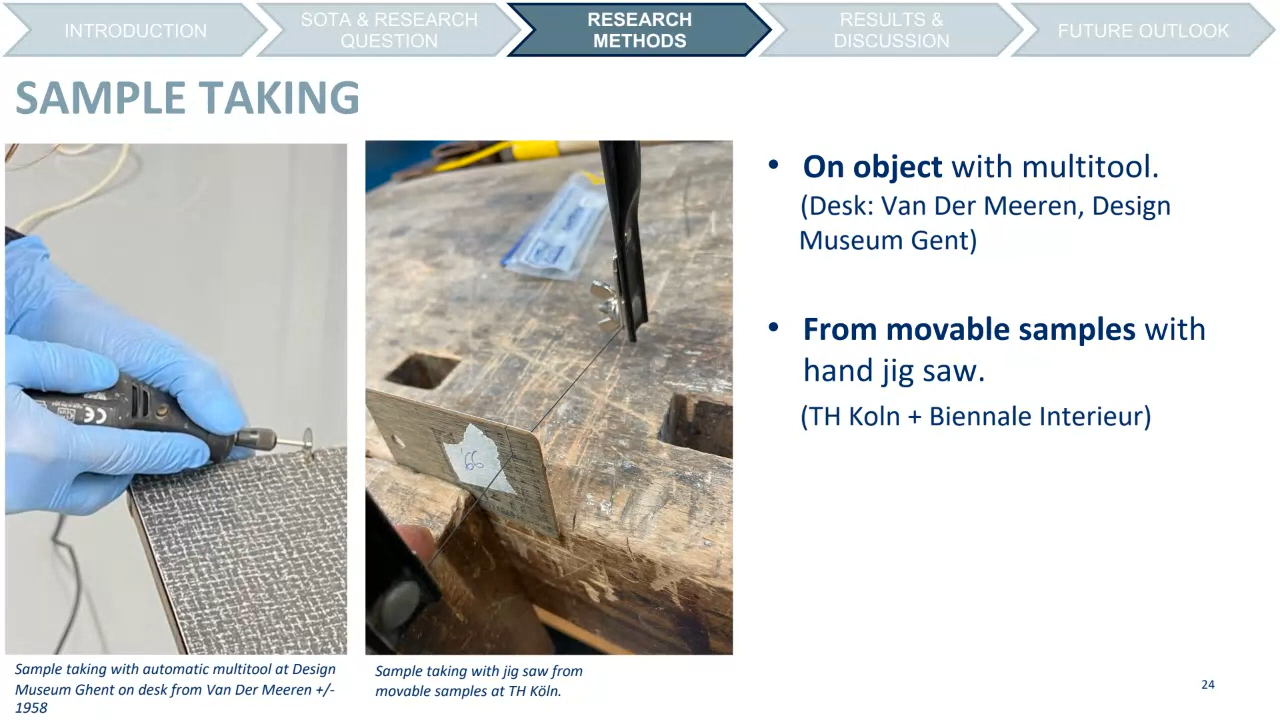 INTRODUCTION
SOTA & RESEARCH
QUESTION
RESEARCH
METHODS
RESULTS &
DISCUSSION
FUTURE OUTLOOK
SAMPLE TAKING
• On object with multitool.
(Desk: Van Der Meeren, Design
Museum Gent)
• From movable samples with
hand jig saw.
(TH Koln + Biennale Interieur)
CE
Sample taking with automatic multitool at Design
Museum Ghent on desk from Van Der Meeren +/-
1958
Sample taking with jig saw from
movable samples at TH Köln.
24